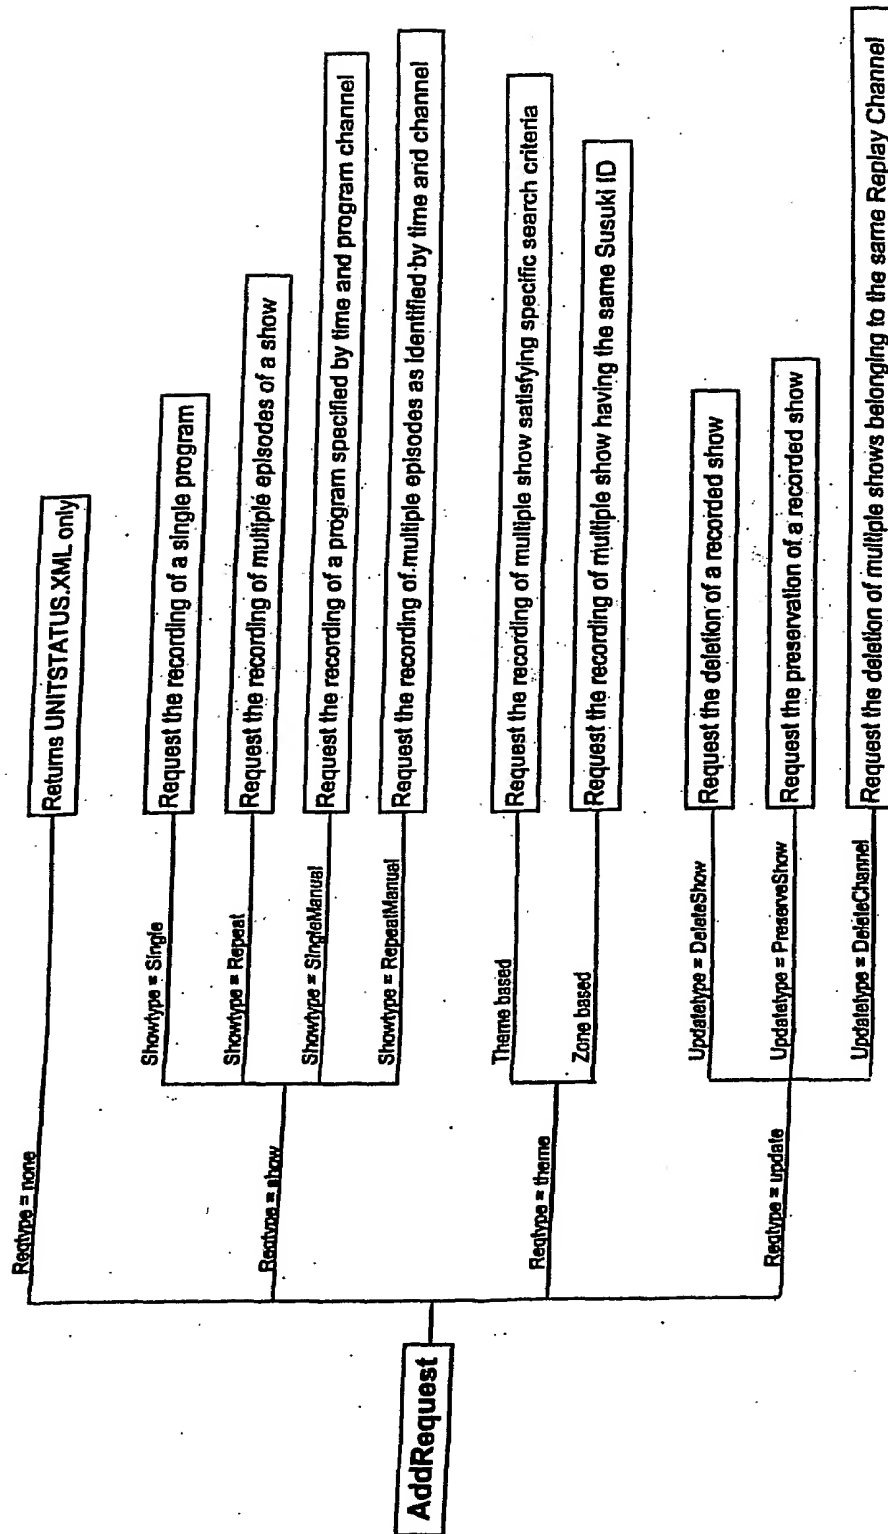 AddRequest
Reqtype = none
Returns UNITSTATUS.XML only
Reqtype = show
Showtype = Single
Request the recording of a single program
Showtype = Repeat
Request the recording of multiple episodes of a show
Showtype = SingleManual
Request the recording of a program specified by time and program channel
Showtype = RepeatManual
Request the recording of multiple episodes as identified by time and channel
Reqtype = theme
Theme based
Request the recording of multiple show satisfying specific search criteria
Zone based
Request the recording of multiple show having the same Susuki ID
Reqtype = update
Updatetype = DeleteShow
Request the deletion of a recorded show
Updatetype = PreserveShow
Request the preservation of a recorded show
Updatetype = DeleteChannel
Request the deletion of multiple shows belonging to the same Replay Channel